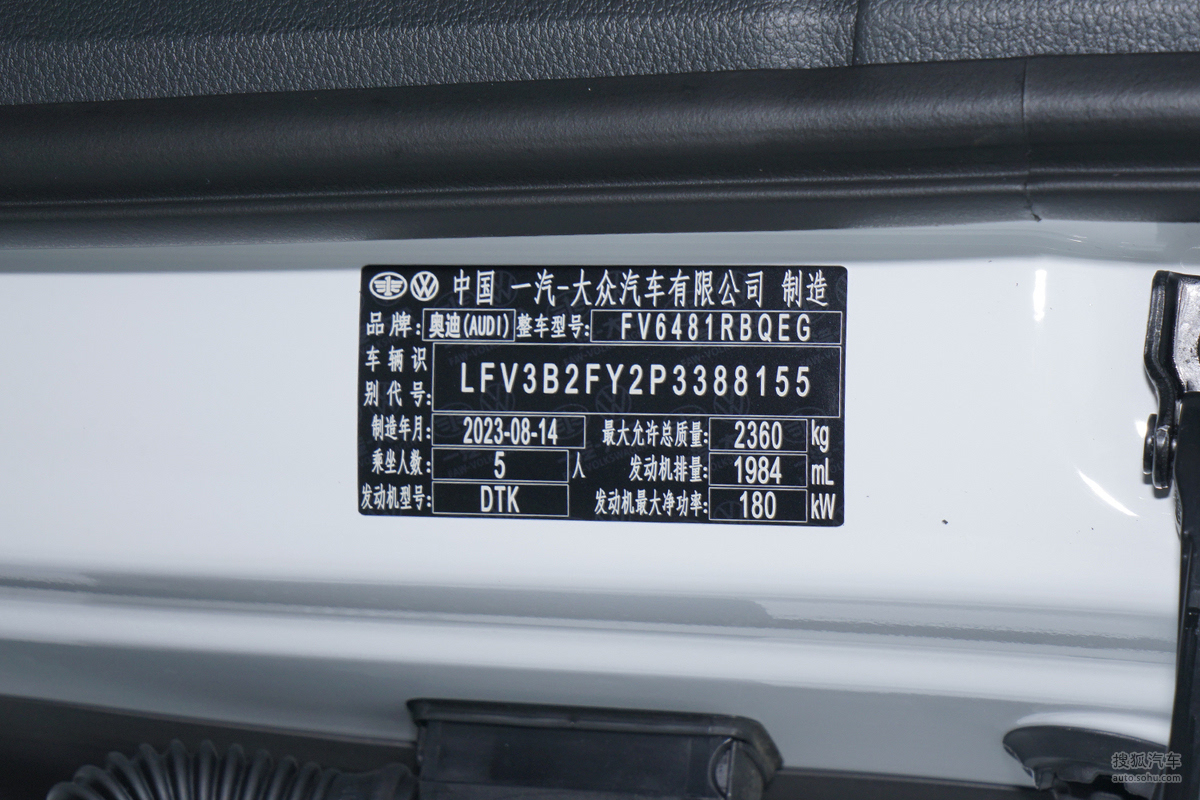 中国 一汽-大众汽车有限公司 制造
品牌: 奥迪(AUDI) 整车型号: FV6481RBQEG
车辆识别代号: LFV3B2FY2P3388155
制造年月: 2023-08-14 最大允许总质量: 2360 kg
乘坐人数: 5 人 发动机排量: 1984 mL
发动机型号: DTK 发动机最大净功率: 180 kW
搜狐汽车
auto.sohu.com